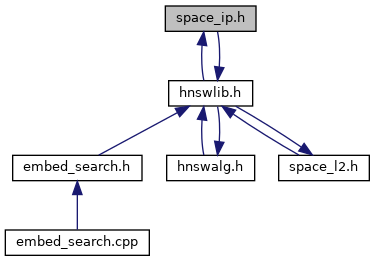 space_ip.h
hnswlib.h
embed_search.h
hnswalg.h
space_l2.h
embed_search.cpp